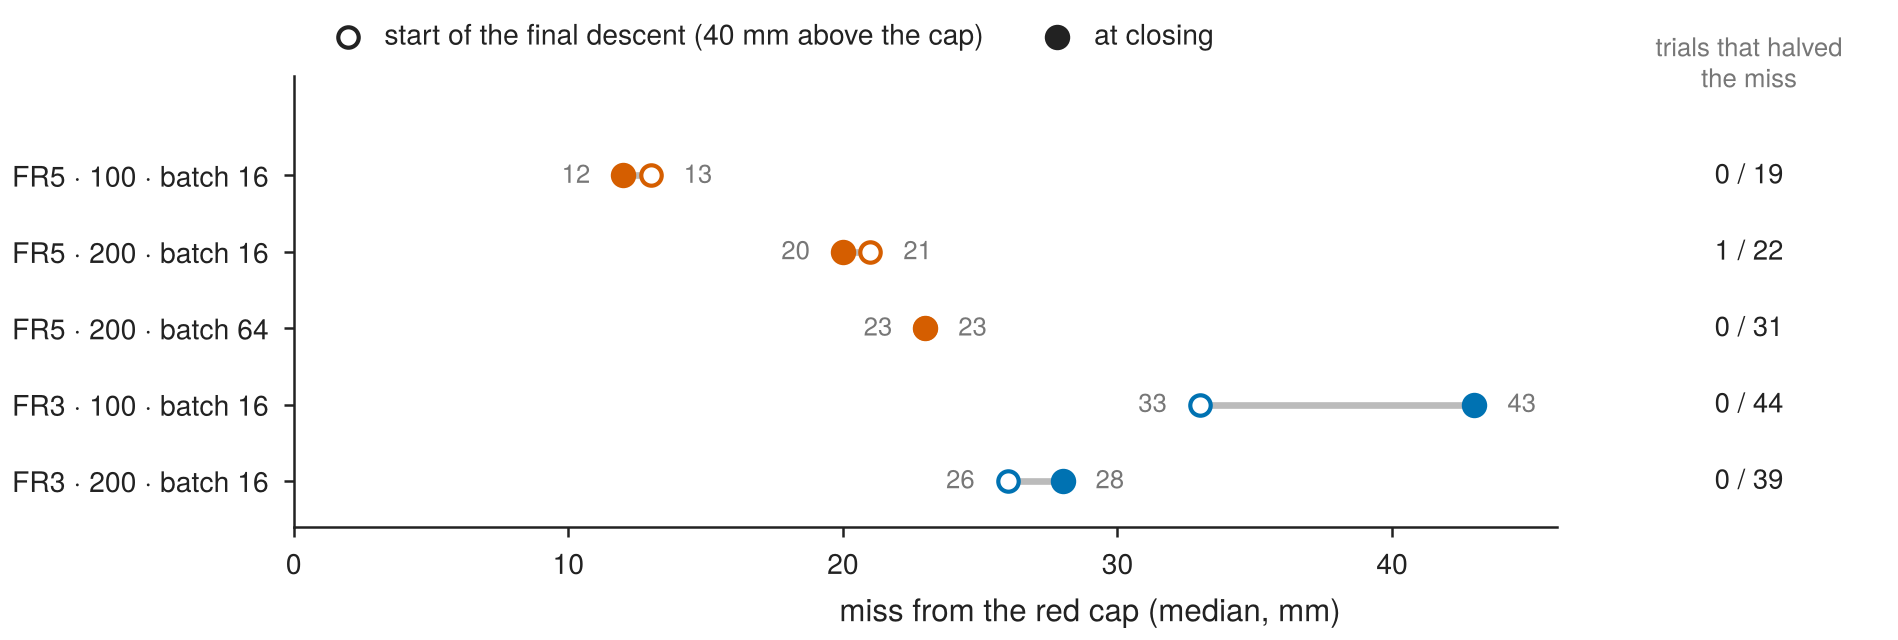 start of the final descent (40 mm above the cap) at closing
trials that halved
the miss
FR5 · 100 · batch 16 12 13 0 / 19
FR5 · 200 · batch 16 20 21 1 / 22
FR5 · 200 · batch 64 23 23 0 / 31
FR3 · 100 · batch 16 33 43 0 / 44
FR3 · 200 · batch 16 26 28 0 / 39
0 10 20 30 40
miss from the red cap (median, mm)